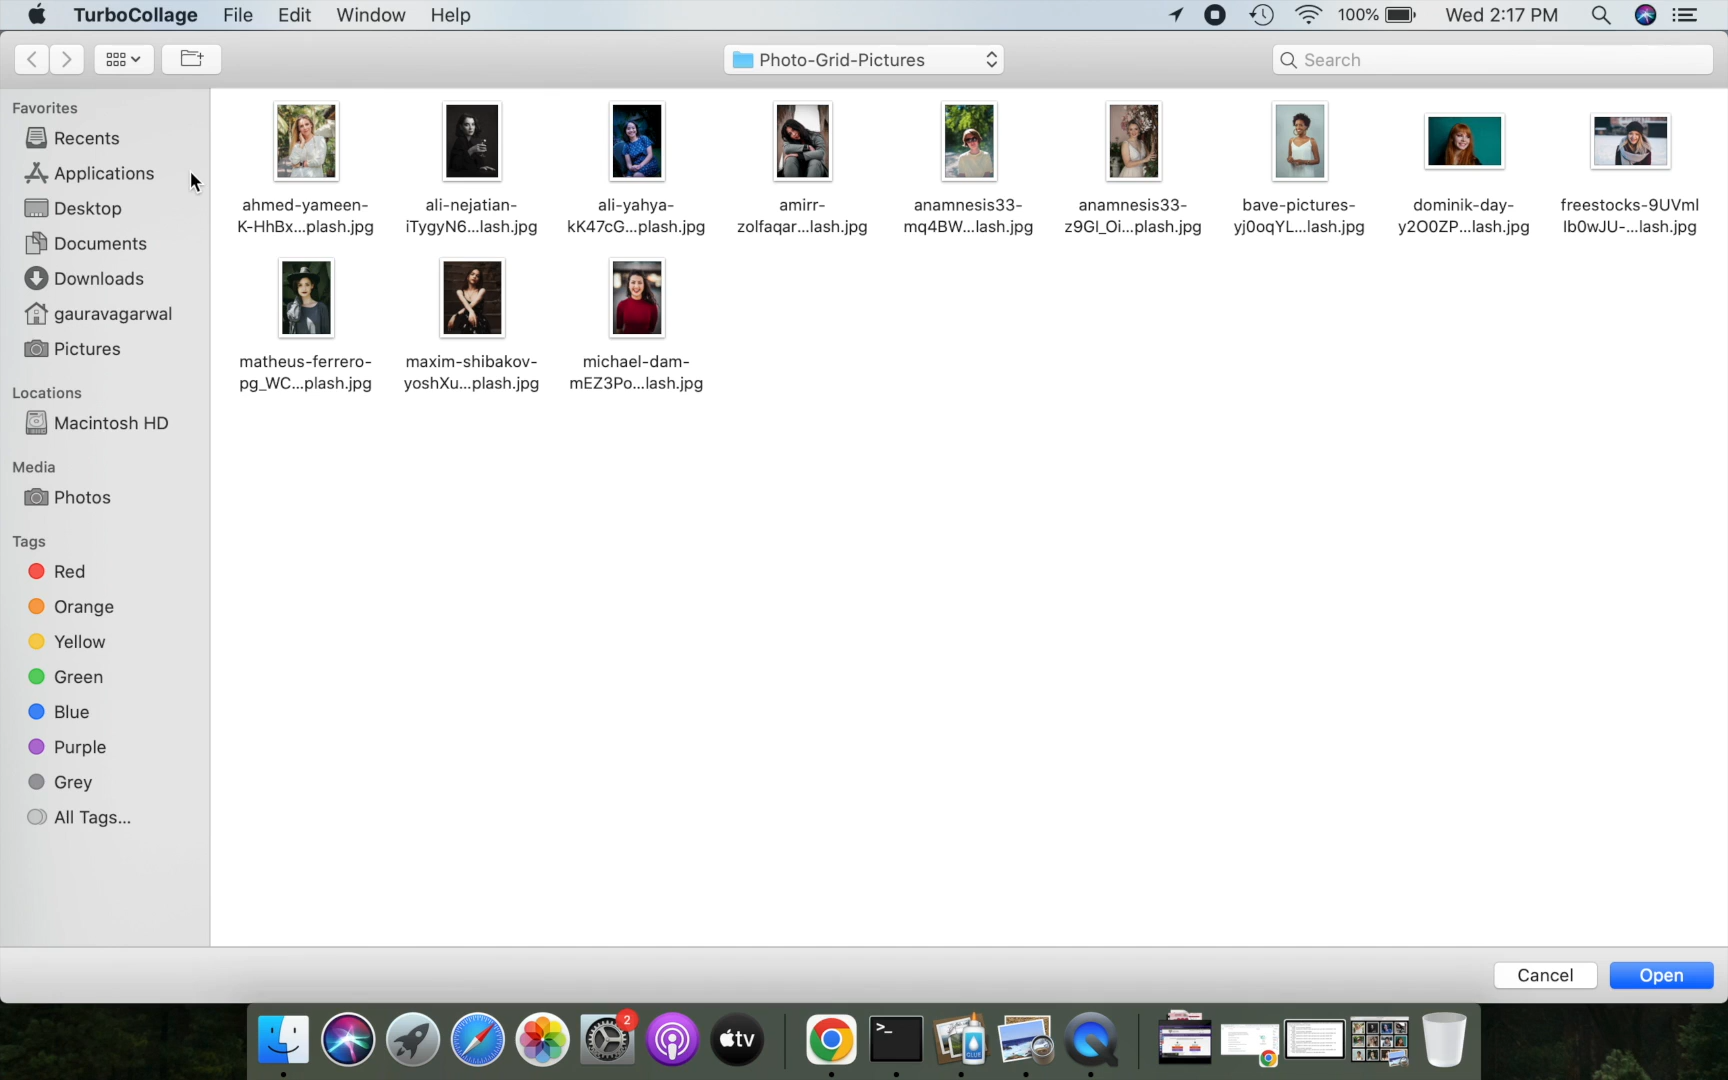 TurboCollage File Edit Window Help 100% Wed 2:17 PM
Photo-Grid-Pictures Search
Favorites
Recents
Applications
Desktop
Documents
Downloads
gauravagarwal
Pictures
Locations
Macintosh HD
Media
Photos
Tags
Red
Orange
Yellow
Green
Blue
Purple
Grey
All Tags...
ahmed-yameen- ali-nejatian- ali-yahya- amirr- anamnesis33- anamnesis33- bave-pictures- dominik-day- freestocks-9UVmI
K-HhBx...plash.jpg iTygyN6...lash.jpg kK47cG...plash.jpg zolfaqar...lash.jpg mq4BW...lash.jpg z9GI_Oi...plash.jpg yj0oqYL...lash.jpg y2O0ZP...lash.jpg Ib0wJU-...lash.jpg
matheus-ferrero- maxim-shibakov- michael-dam-
pg_WC...plash.jpg yoshXu...plash.jpg mEZ3Po...lash.jpg
Cancel Open
2
tv
GLUE